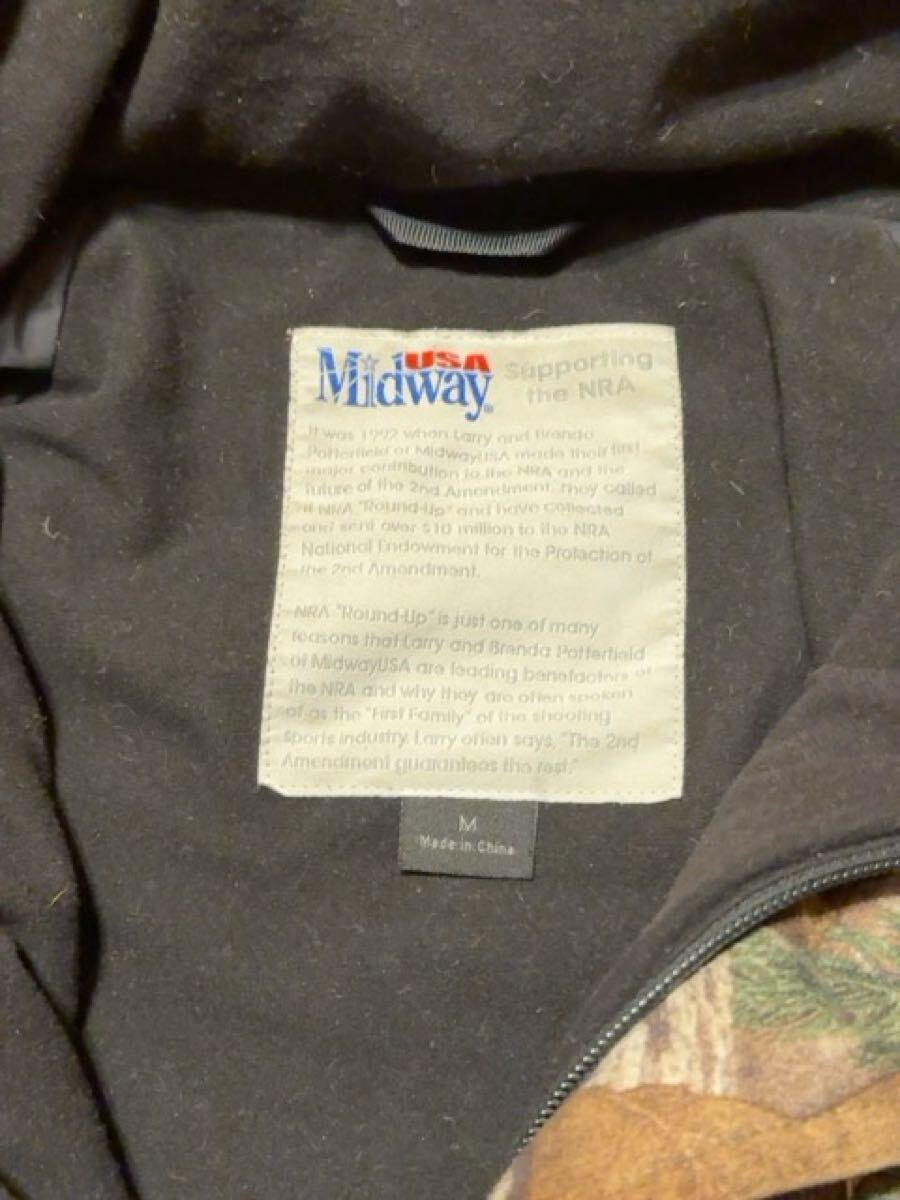 MidwayUSA
Supporting
the NRA
It was 1992 when Larry and Brenda
Potterfield of MidwayUSA made their first
major contribution to the NRA and the
future of the 2nd Amendment. They called
it NRA "Round-Up" and have collected
and sent over $10 million to the NRA
National Endowment for the Protection of
the 2nd Amendment.
NRA "Round-Up" is just one of many
reasons that Larry and Brenda Potterfield
of MidwayUSA are leading benefactors of
the NRA and why they are often spoken
of as the "First Family" of the shooting
sports industry. Larry often says, "The 2nd
Amendment guarantees the rest."
M
Made in China